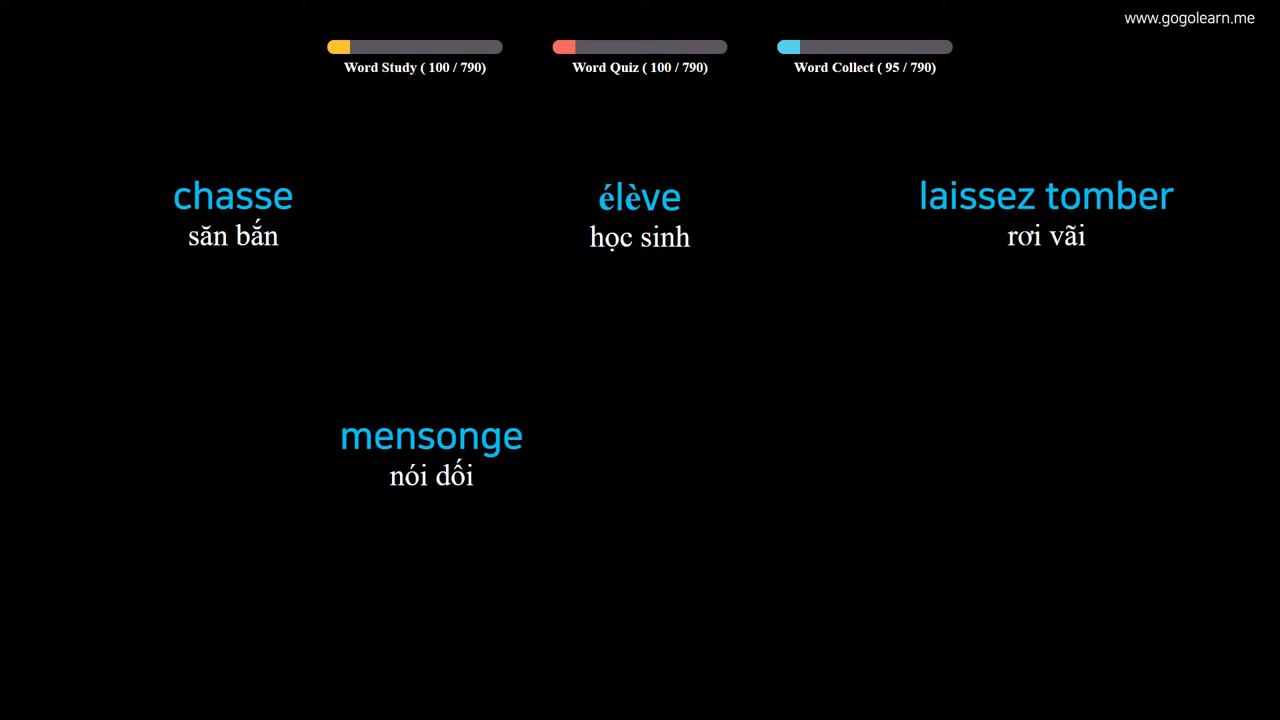 www.gogolearn.me
Word Study ( 100 / 790)
Word Quiz ( 100 / 790)
Word Collect ( 95 / 790)
chasse
săn bắn
élève
học sinh
laissez tomber
rơi vãi
mensonge
nói dối